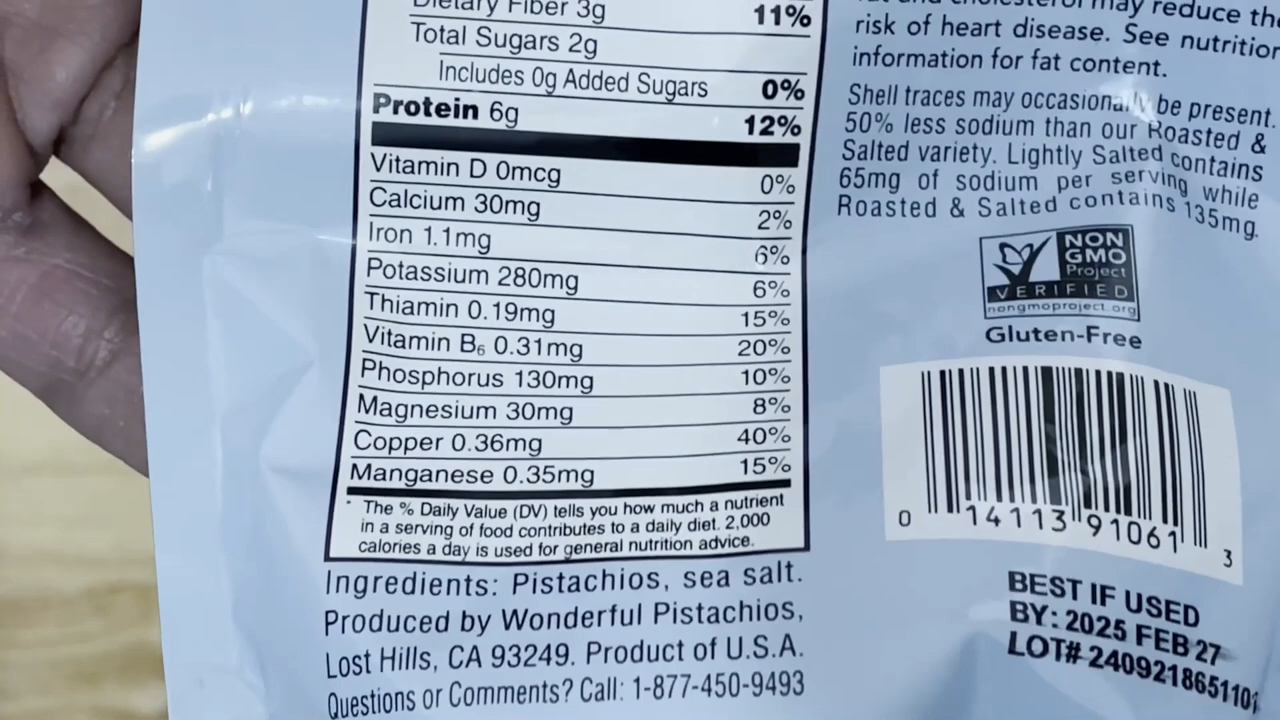 Dietary Fiber 3g 11%
Total Sugars 2g
Includes 0g Added Sugars 0%
Protein 6g 12%
Vitamin D 0mcg 0%
Calcium 30mg 2%
Iron 1.1mg 6%
Potassium 280mg 6%
Thiamin 0.19mg 15%
Vitamin B₆ 0.31mg 20%
Phosphorus 130mg 10%
Magnesium 30mg 8%
Copper 0.36mg 40%
Manganese 0.35mg 15%
* The % Daily Value (DV) tells you how much a nutrient
in a serving of food contributes to a daily diet. 2,000
calories a day is used for general nutrition advice.
Ingredients: Pistachios, sea salt.
Produced by Wonderful Pistachios,
Lost Hills, CA 93249. Product of U.S.A.
Questions or Comments? Call: 1-877-450-9493
fat and cholesterol may reduce the
risk of heart disease. See nutrition
information for fat content.
Shell traces may occasionally be present.
50% less sodium than our Roasted &
Salted variety. Lightly Salted contains
65mg of sodium per serving while
Roasted & Salted contains 135mg.
NON
GMO
Project
VERIFIED
nongmoproject.org
Gluten-Free
0 14113 91061 3
BEST IF USED
BY: 2025 FEB 27
LOT# 2409218651101